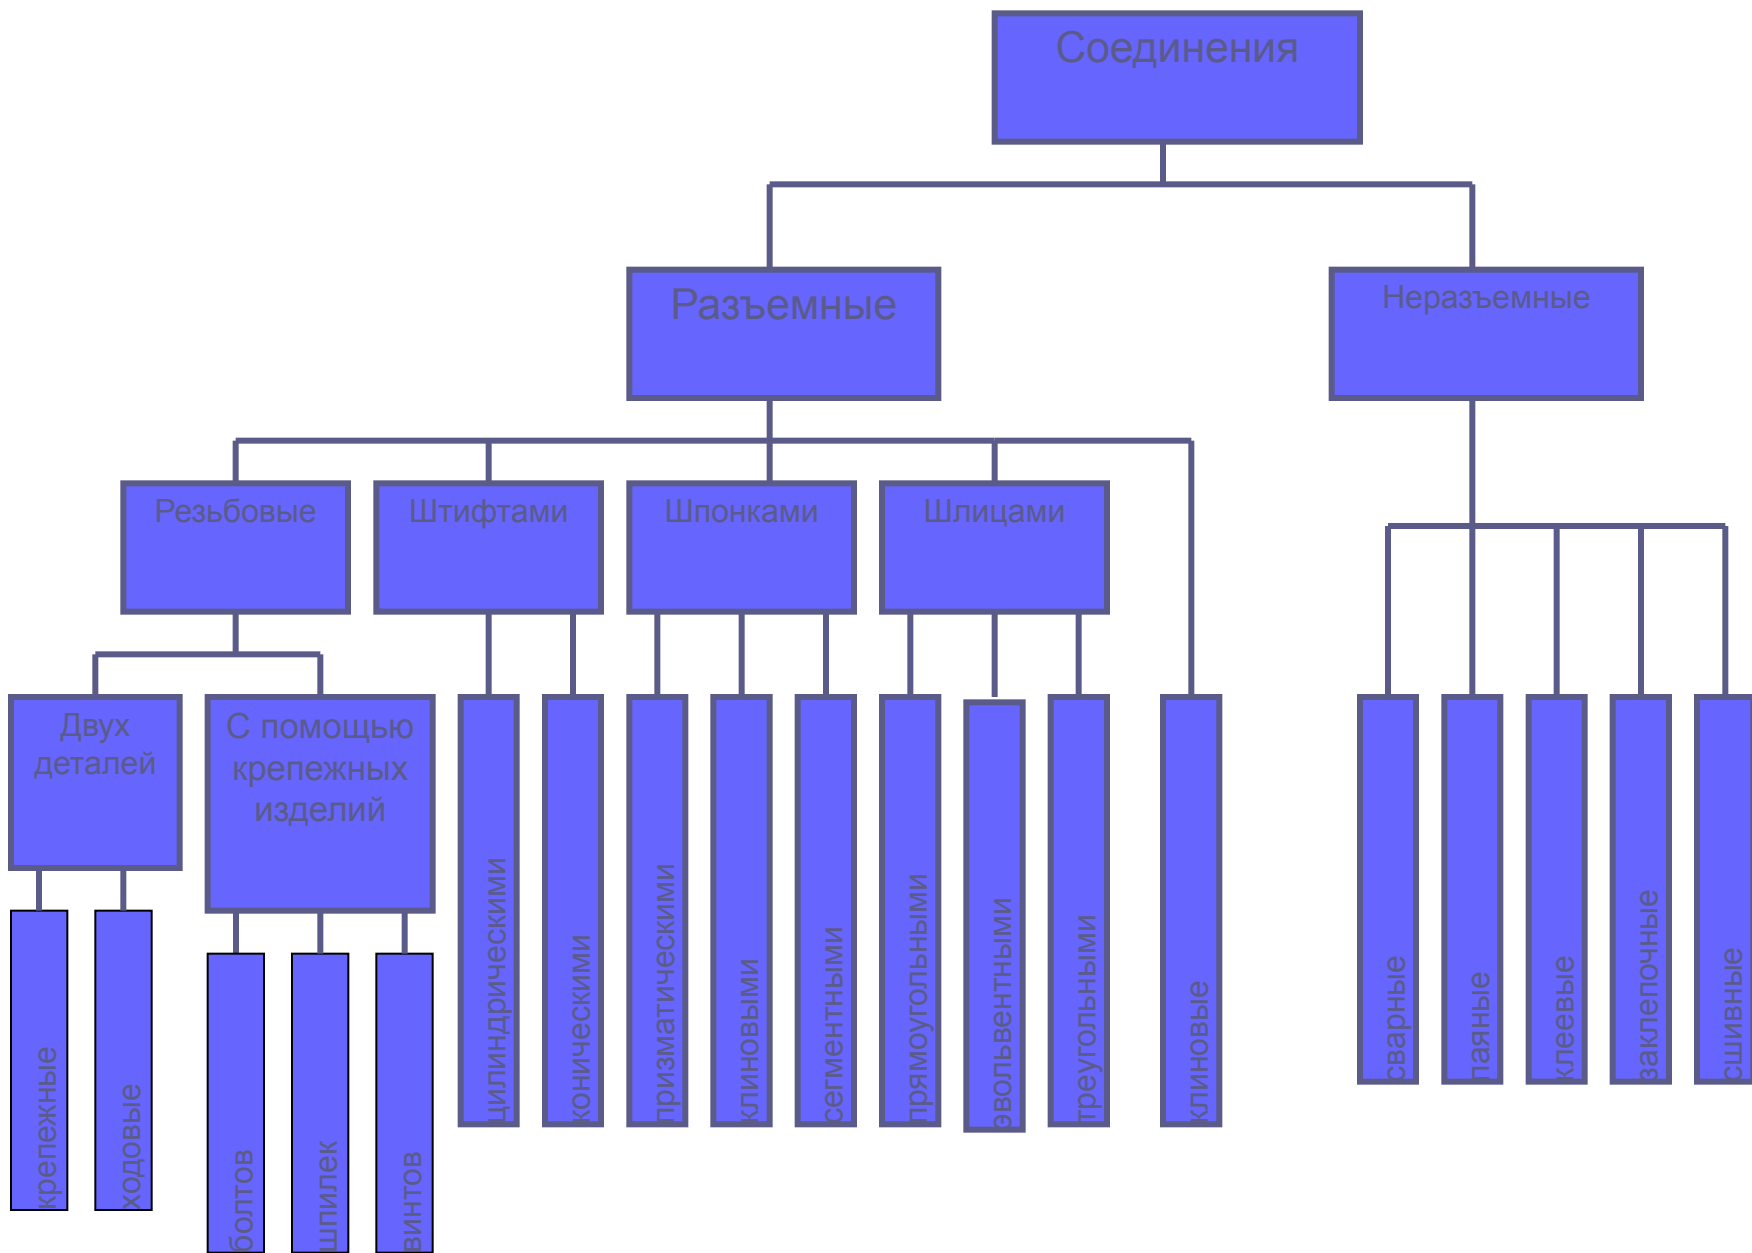 Соединения
Разъемные
Неразъемные
Резьбовые
Штифтами
Шпонками
Шлицами
Двух
деталей
С помощью
крепежных
изделий
цилиндрическими
коническими
призматическими
клиновыми
сегментными
прямоугольными
эвольвентными
треугольными
клиновые
сварные
паяные
клеевые
заклепочные
сшивные
крепежные
ходовые
болтов
шпилек
винтов